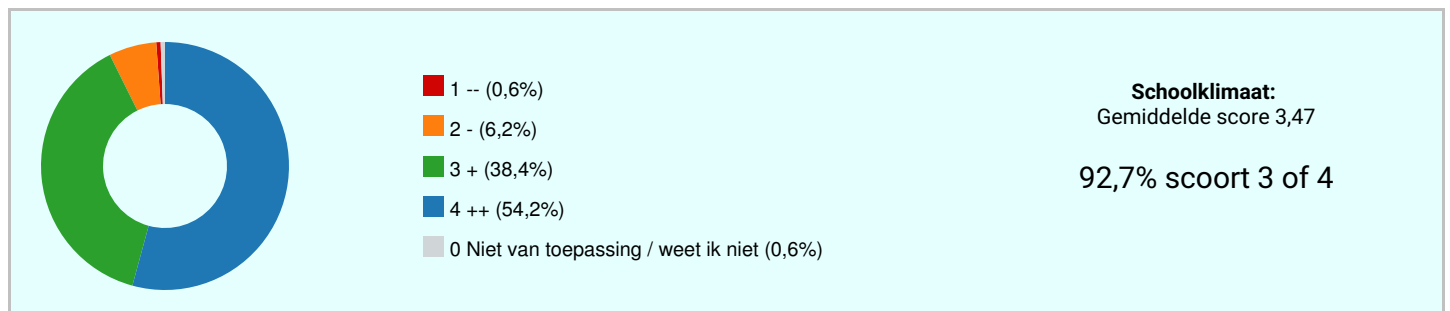 1 -- (0,6%)
2 - (6,2%)
3 + (38,4%)
4 ++ (54,2%)
0 Niet van toepassing / weet ik niet (0,6%)
Schoolklimaat:
Gemiddelde score 3,47
92,7% scoort 3 of 4